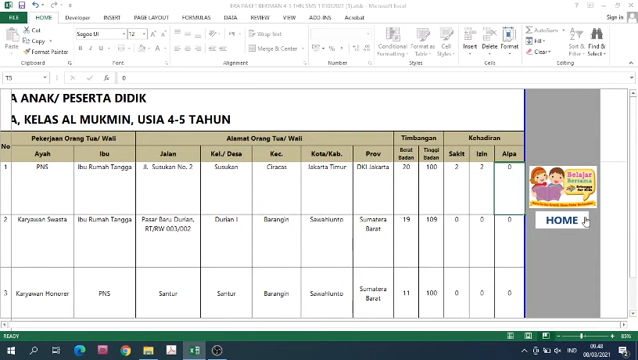 ERA PAKET BERMAIN 4-5 THN SMS 1 ED02021 [3].xlsm - Microsoft Excel
Sign in
FILE HOME Developer INSERT PAGE LAYOUT FORMULAS DATA REVIEW VIEW ADD-INS Acrobat
Paste
Cut
Copy
Format Painter
Segoe UI 12
Wrap Text
Merge & Center
Conditional Formatting
Format as Table
Cell Styles
Insert Delete Format
Fill
Clear
Sort & Filter
Find & Select
Clipboard Font Alignment Number Styles Cells Editing
T5 0
A ANAK/ PESERTA DIDIK
A, KELAS AL MUKMIN, USIA 4-5 TAHUN
No Pekerjaan Orang Tua/ Wali Alamat Orang Tua/ Wali Timbangan Kehadiran
Ayah Ibu Jalan Kel./ Desa Kec. Kota/Kab. Prov Berat Badan Tinggi Badan Sakit Izin Alpa
1 PNS Ibu Rumah Tangga Jl. Susukan No. 2 Susukan Ciracas Jakarta Timur DKI Jakarta 20 100 2 2 0
2 Karyawan Swasta Ibu Rumah Tangga Pasar Baru Durian, RT/RW 003/002 Durian I Barangin Sawahlunto Sumatera Barat 19 109 0 0 0
3 Karyawan Honorer PNS Santur Santur Barangin Sawahlunto Sumatera Barat 11 100 0 0 0
Belajar
Bersama
HOME
READY
83%
IND
09.48
08/03/2021